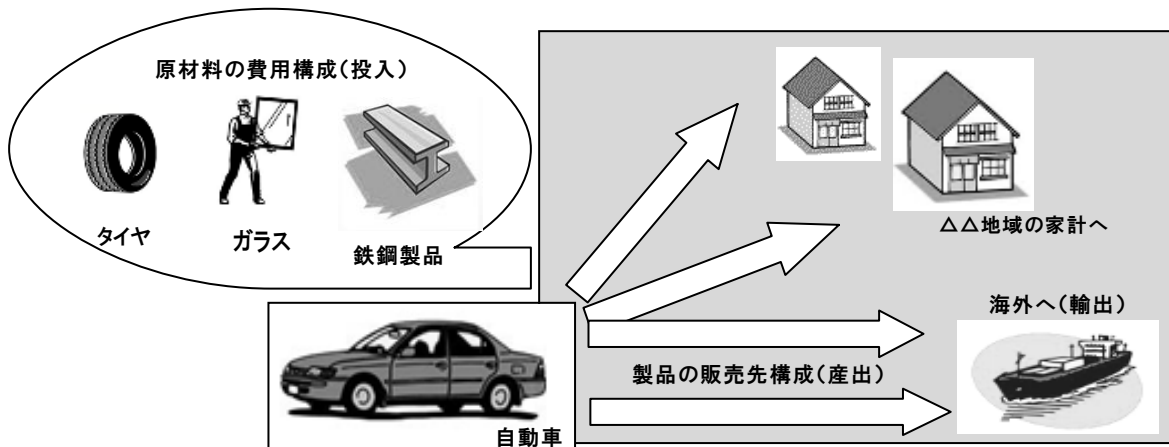 原材料の費用構成(投入)
タイヤ
ガラス
鉄鋼製品
△△地域の家計へ
海外へ(輸出)
製品の販売先構成(産出)
自動車